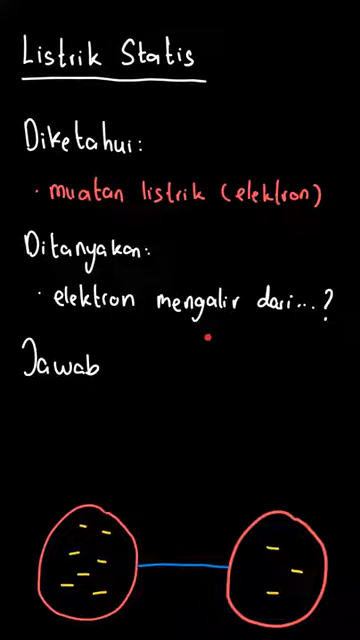 Listrik Statis
Diketahui:
• muatan listrik (elektron)
Ditanyakan:
• elektron mengalir dari...?
Jawab